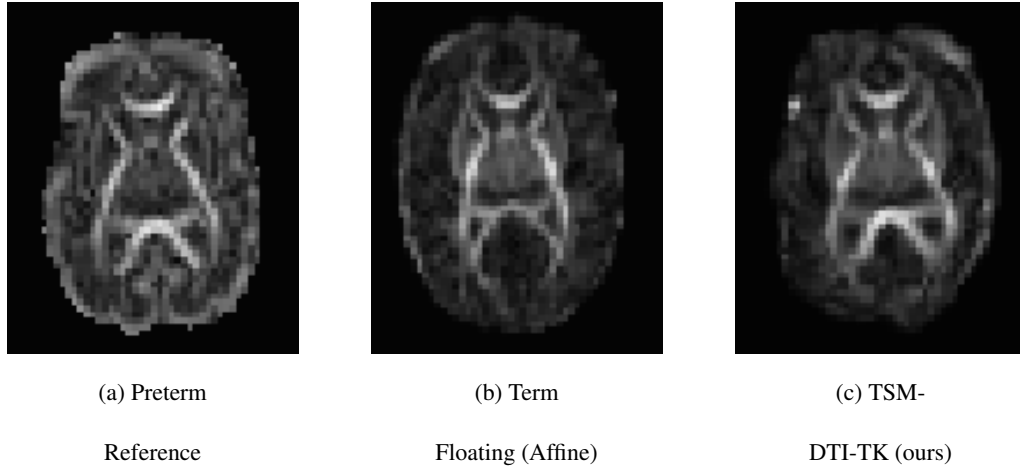 (a) Preterm
Reference
(b) Term
Floating (Affine)
(c) TSM-
DTI-TK (ours)